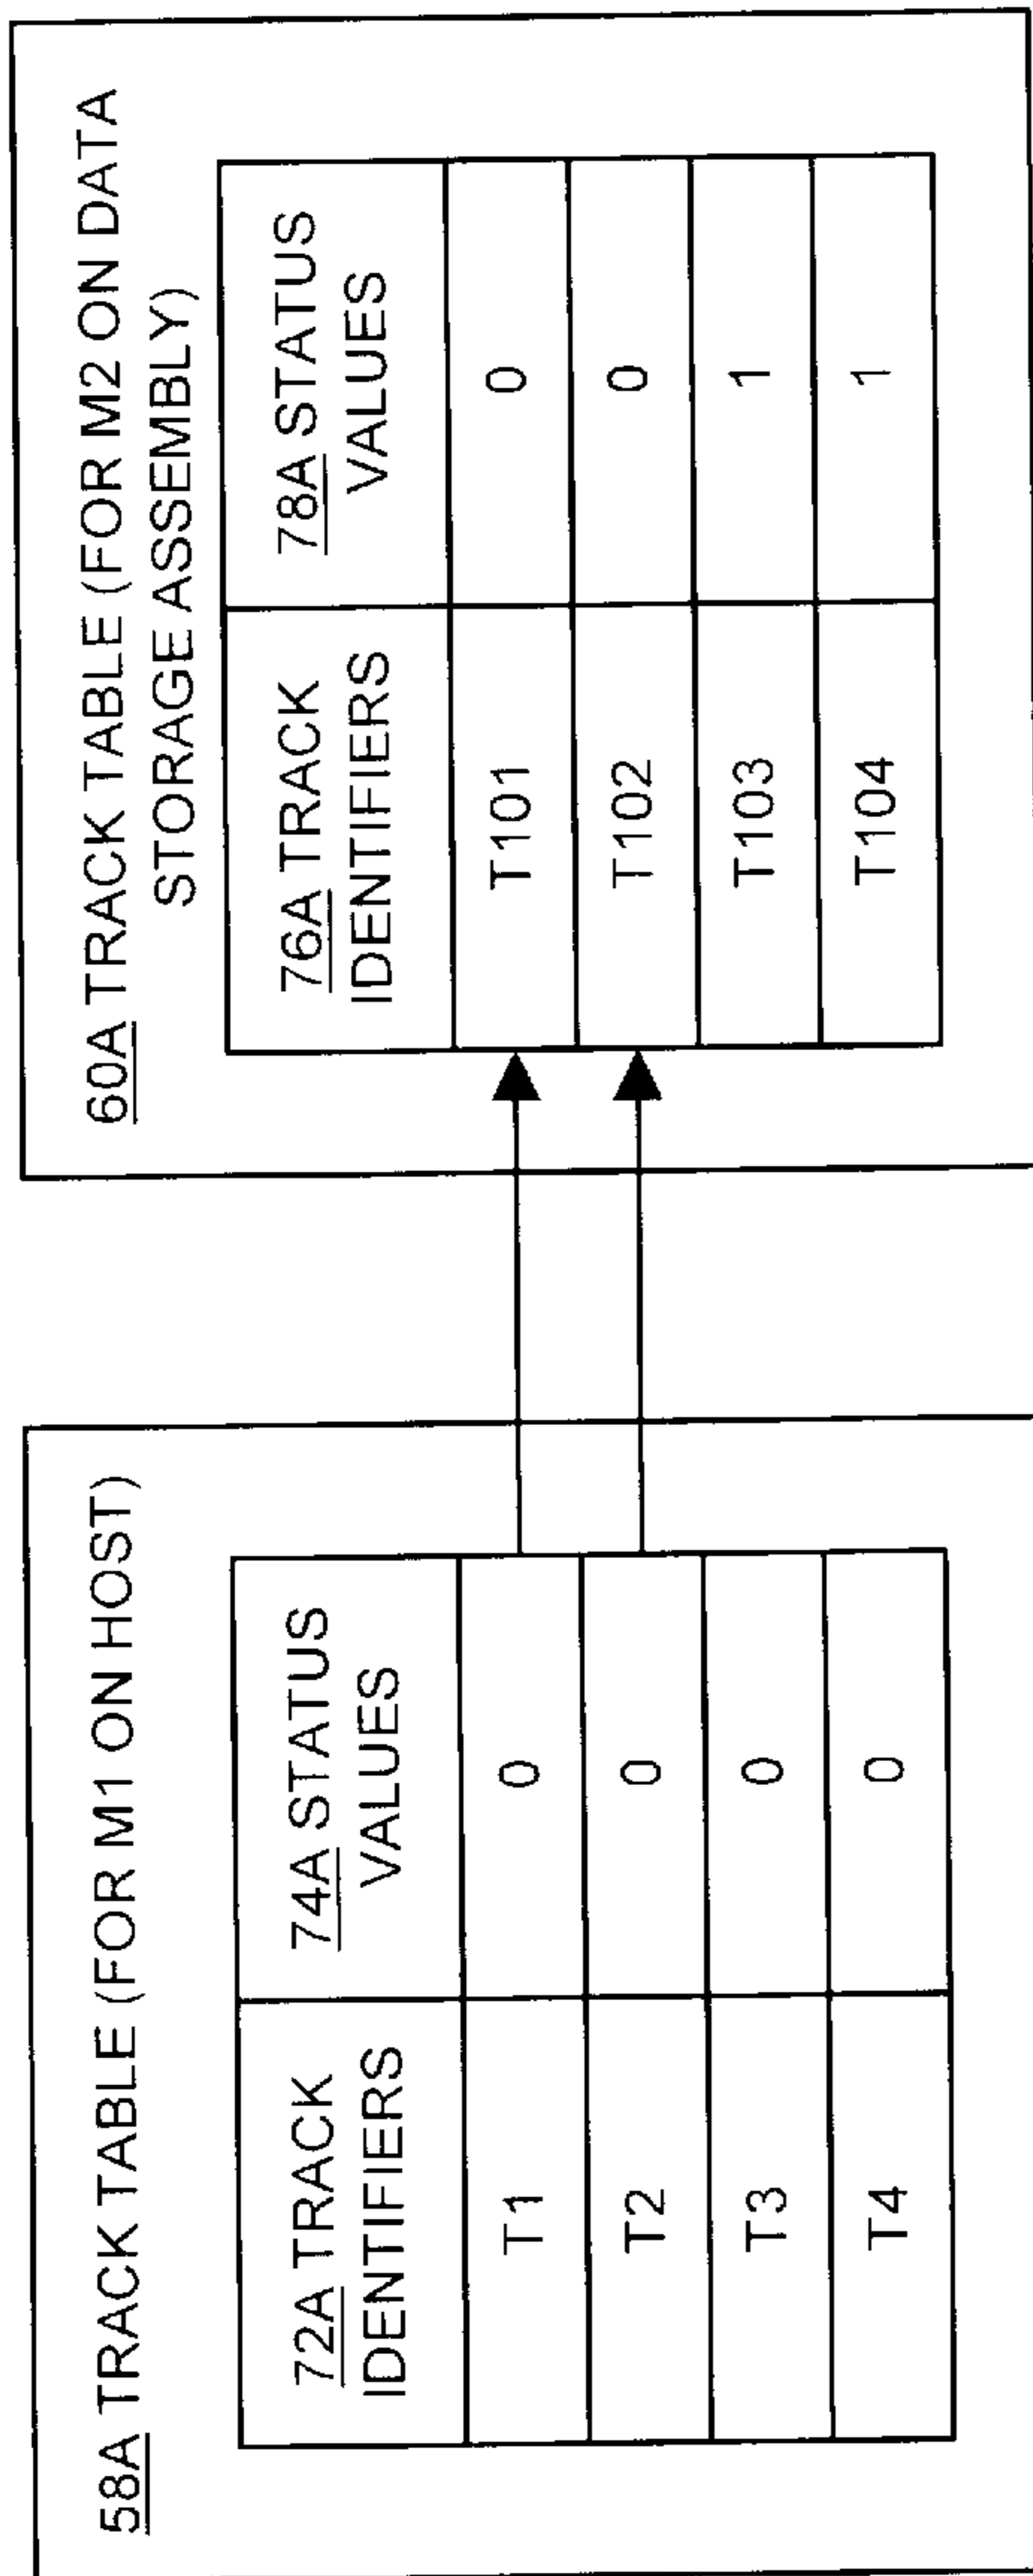 58A TRACK TABLE (FOR M1 ON HOST)
72A TRACK
IDENTIFIERS
74A STATUS
VALUES
T1
0
T2
0
T3
0
T4
0
60A TRACK TABLE (FOR M2 ON DATA
STORAGE ASSEMBLY)
76A TRACK
IDENTIFIERS
78A STATUS
VALUES
T101
0
T102
0
T103
1
T104
1